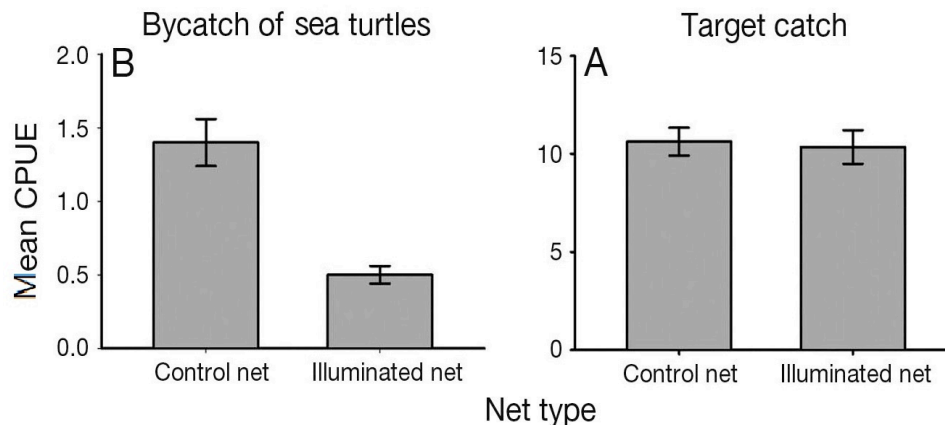 Bycatch of sea turtles
Target catch
B
A
Mean CPUE
2.0
1.5
1.0
0.5
0.0
15
10
5
0
Control net
Illuminated net
Control net
Illuminated net
Net type